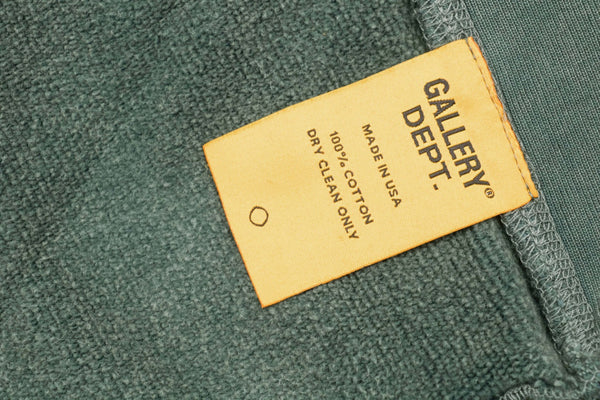 GALLERY®
DEPT.
MADE IN USA
100% COTTON
DRY CLEAN ONLY